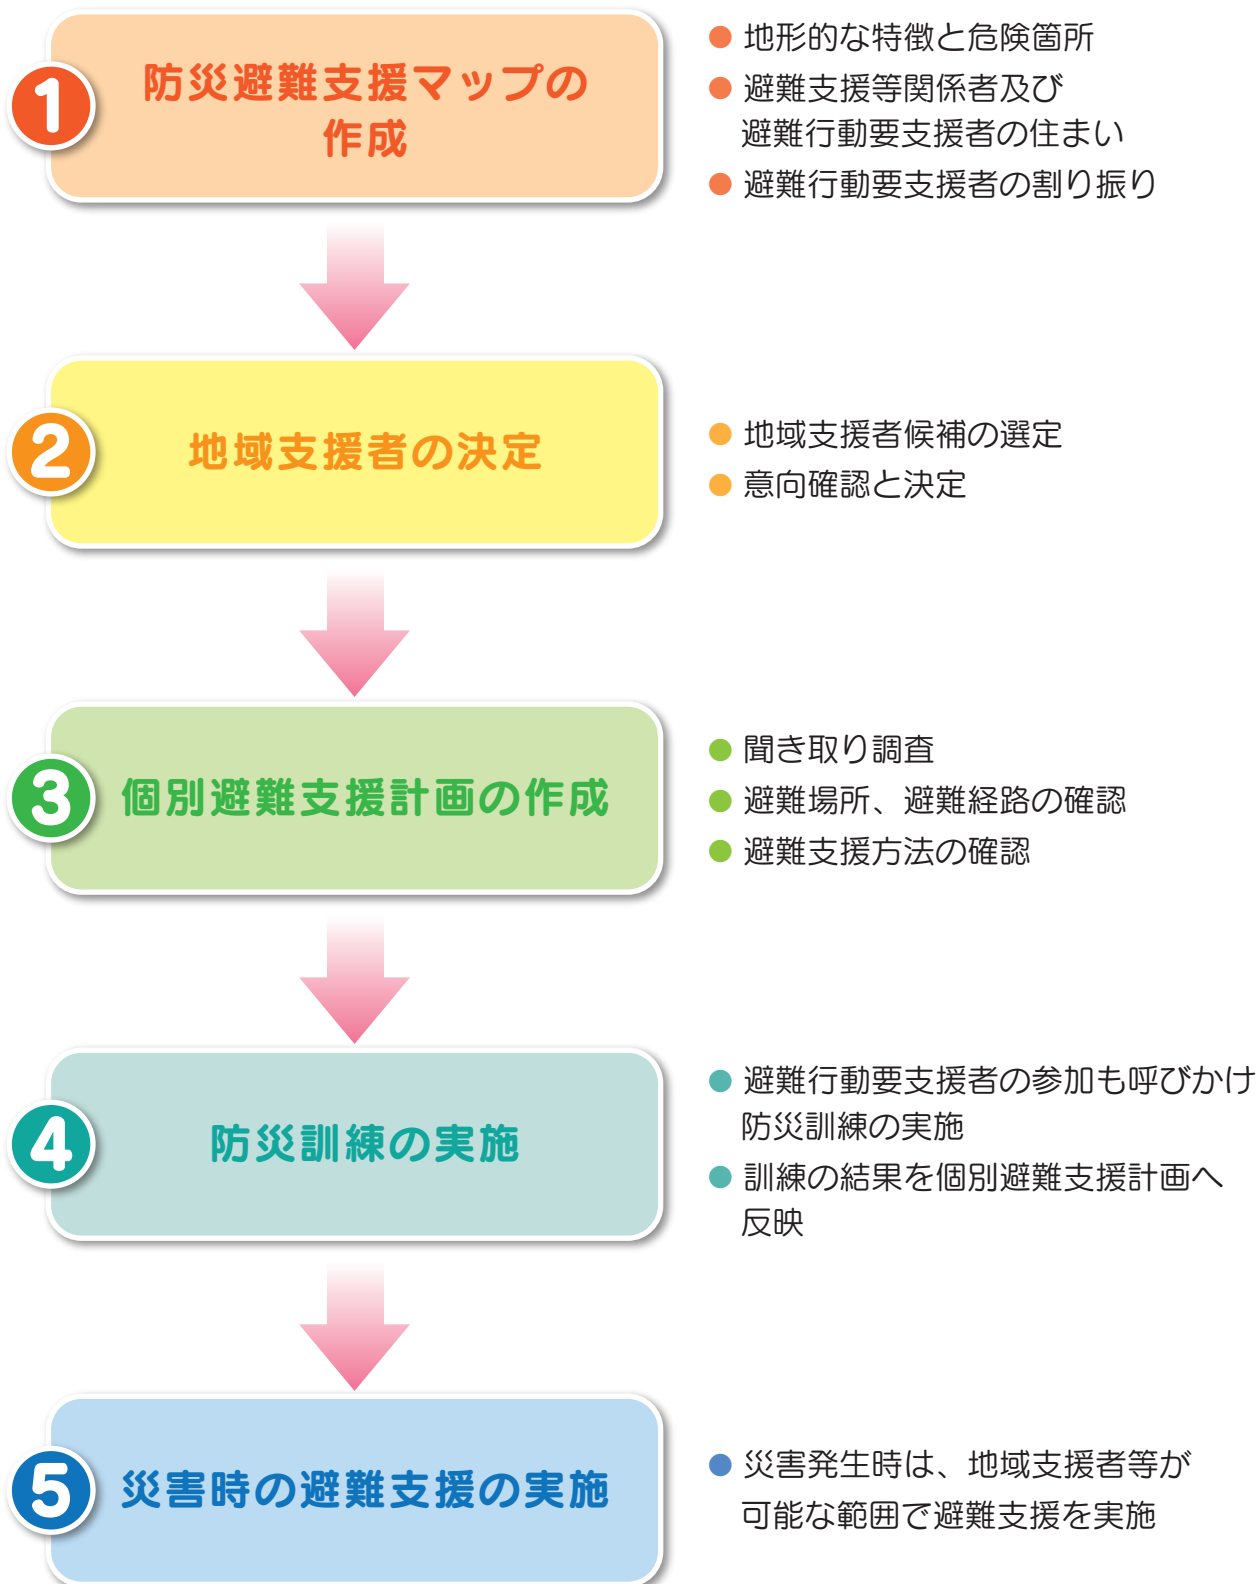 1
防災避難支援マップの
作成
● 地形的な特徴と危険箇所
● 避難支援等関係者及び
避難行動要支援者の住まい
● 避難行動要支援者の割り振り
2
地域支援者の決定
● 地域支援者候補の選定
● 意向確認と決定
3
個別避難支援計画の作成
● 聞き取り調査
● 避難場所、避難経路の確認
● 避難支援方法の確認
4
防災訓練の実施
● 避難行動要支援者の参加も呼びかけ
防災訓練の実施
● 訓練の結果を個別避難支援計画へ
反映
5
災害時の避難支援の実施
● 災害発生時は、地域支援者等が
可能な範囲で避難支援を実施